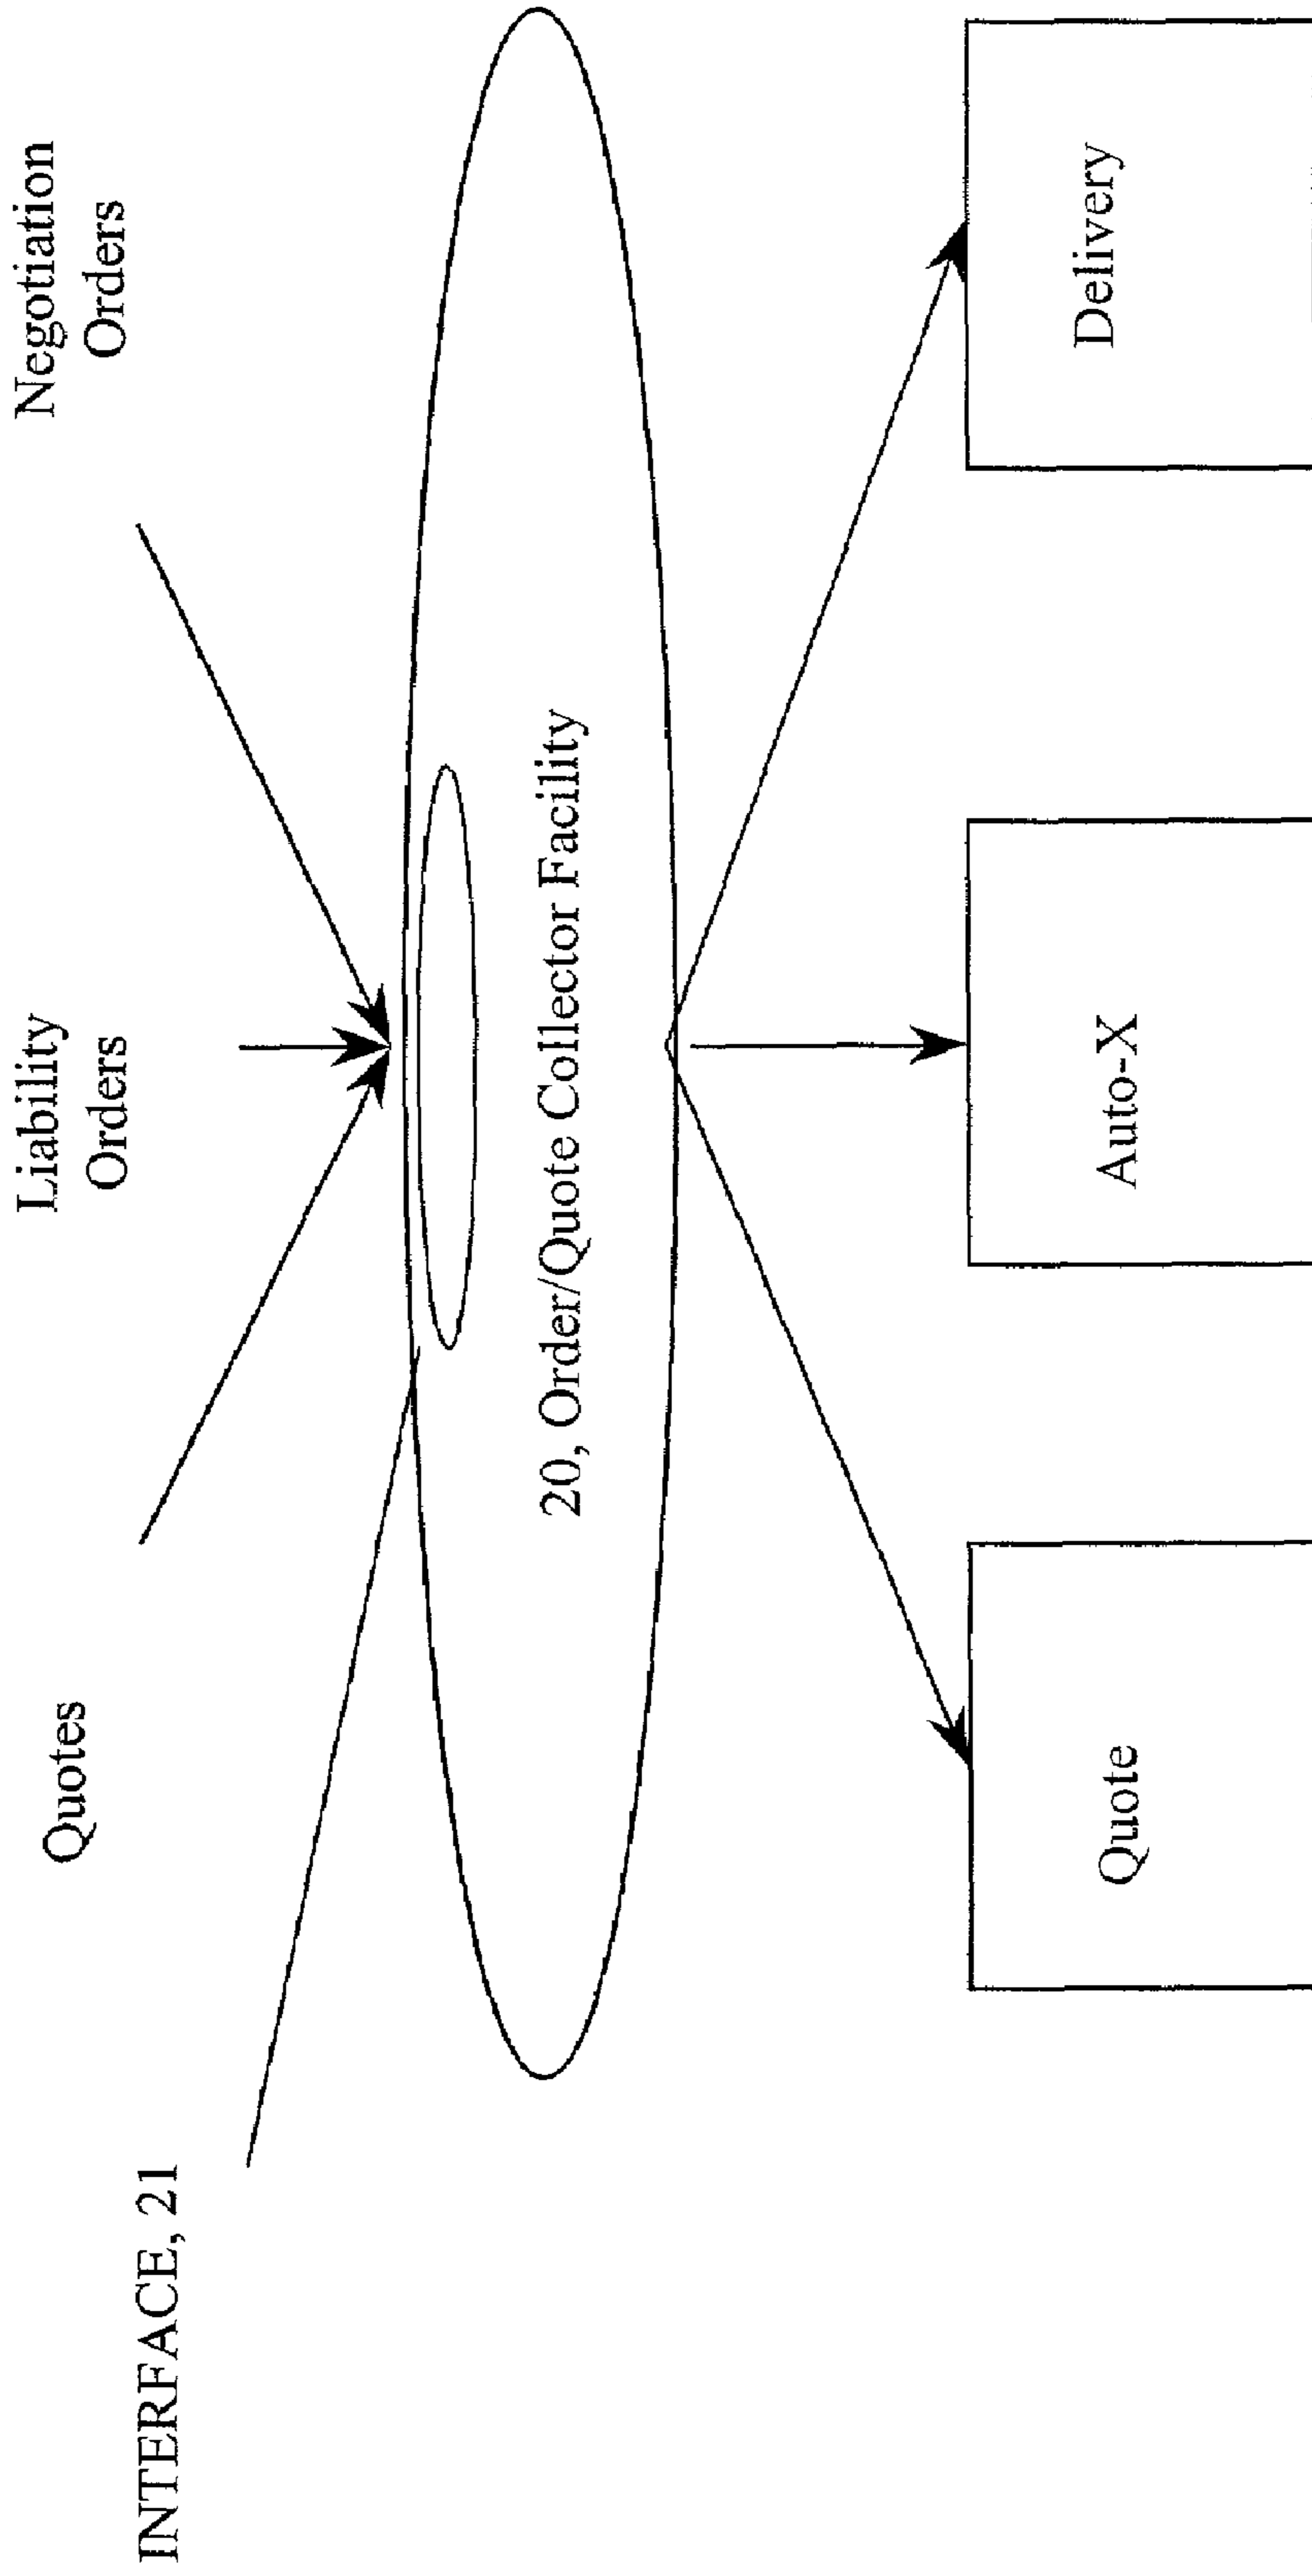 Quotes
Liability
Orders
Negotiation
Orders
INTERFACE, 21
20, Order/Quote Collector Facility
Quote
Auto-X
Delivery